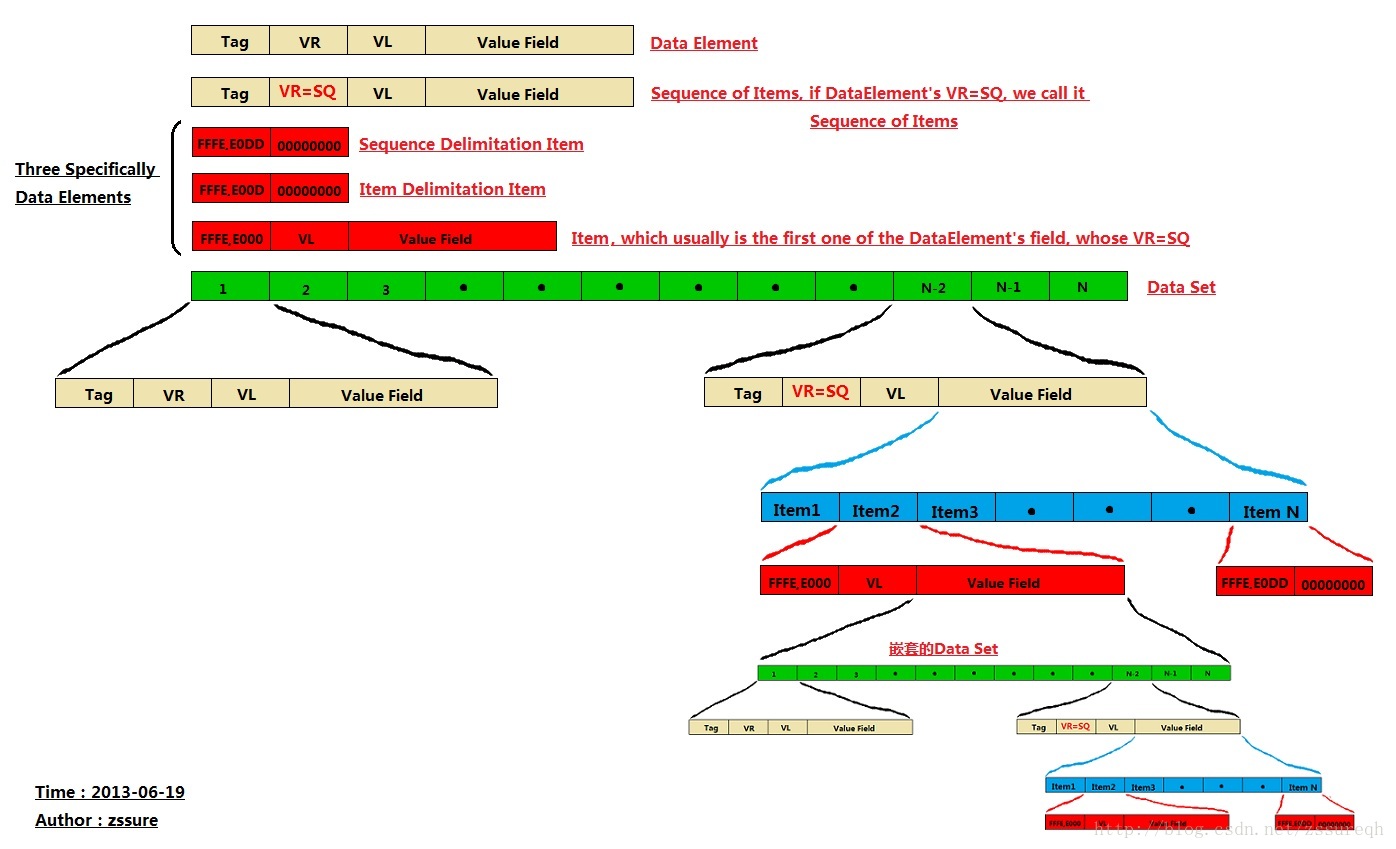 Tag VR VL Value Field Data Element
Tag VR=SQ VL Value Field Sequence of Items, if DataElement's VR=SQ, we call it
Sequence of Items
Three Specifically
Data Elements
FFFE,E0DD 00000000 Sequence Delimitation Item
FFFE,E00D 00000000 Item Delimitation Item
FFFE,E000 VL Value Field Item, which usually is the first one of the DataElement's field, whose VR=SQ
1 2 3 • • • • • • N-2 N-1 N Data Set
Tag VR VL Value Field
Tag VR=SQ VL Value Field
Item1 Item2 Item3 • • • Item N
FFFE,E000 VL Value Field
FFFE,E0DD 00000000
嵌套的Data Set
1 2 3 • • • • • • N-2 N-1 N
Tag VR VL Value Field
Tag VR=SQ VL Value Field
Item1 Item2 Item3 • • • Item N
FFFE,E000 VL Value Field
FFFE,E0DD 00000000
Time : 2013-06-19
Author : zssure
http://blog.csdn.net/zssureqh